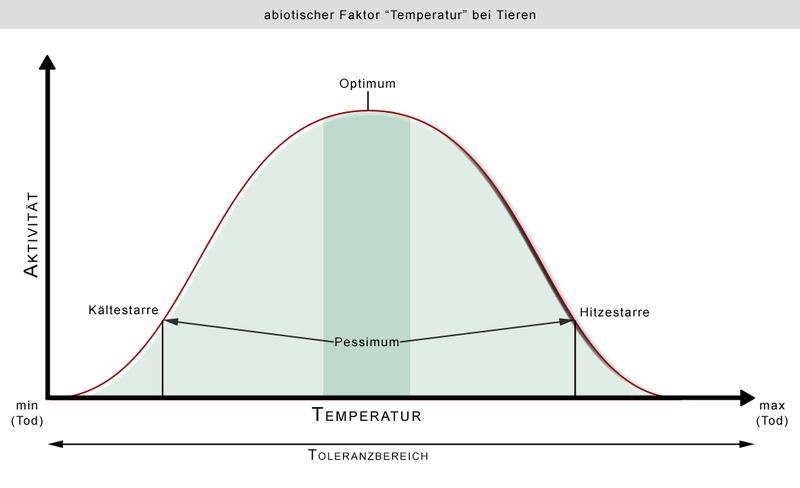 abiotischer Faktor “Temperatur” bei Tieren
Optimum
AKTIVITÄT
Kältestarre
Hitzestarre
Pessimum
min
(Tod)
TEMPERATUR
max
(Tod)
TOLERANZBEREICH